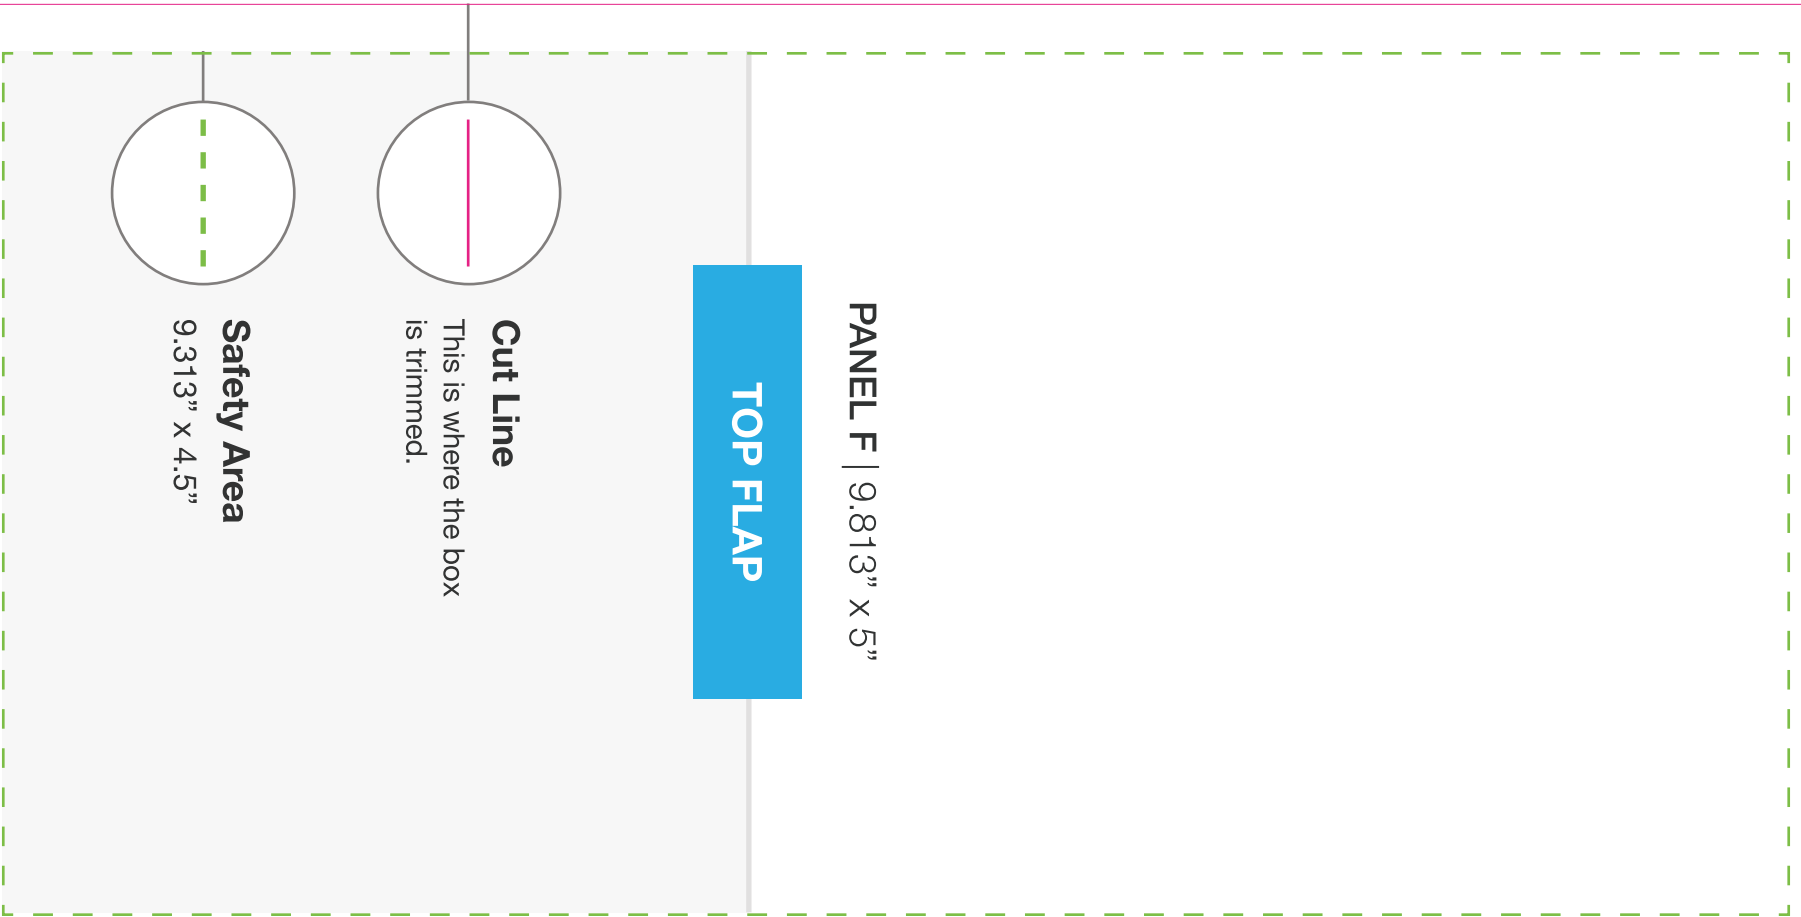 PANEL F | 9.813” x 5”
TOP FLAP
Cut Line
This is where the box
is trimmed.
Safety Area
9.313” x 4.5”